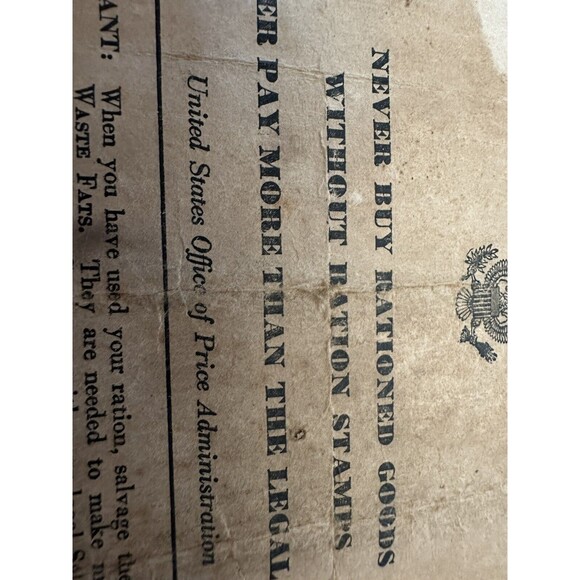 NEVER BUY RATIONED GOODS
WITHOUT RATION STAMPS
ER PAY MORE THAN THE LEGAL
United States Office of Price Administration
ANT: When you have used your ration, salvage the
WASTE FATS. They are needed to make